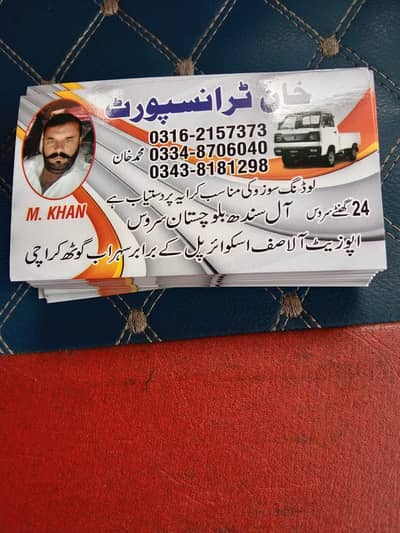 خان ٹرانسپورٹ
0316-2157373
محمد خان 0334-8706040
0343-8181298
M. KHAN
لوڈنگ سوزوکی مناسب کرایہ پر دستیاب ہے
24 گھنٹے سروس آل سندھ بلوچستان سروس
اپوزیٹ آلاصف اسکوائر پل کے برابر سہراب گوٹھ کراچی